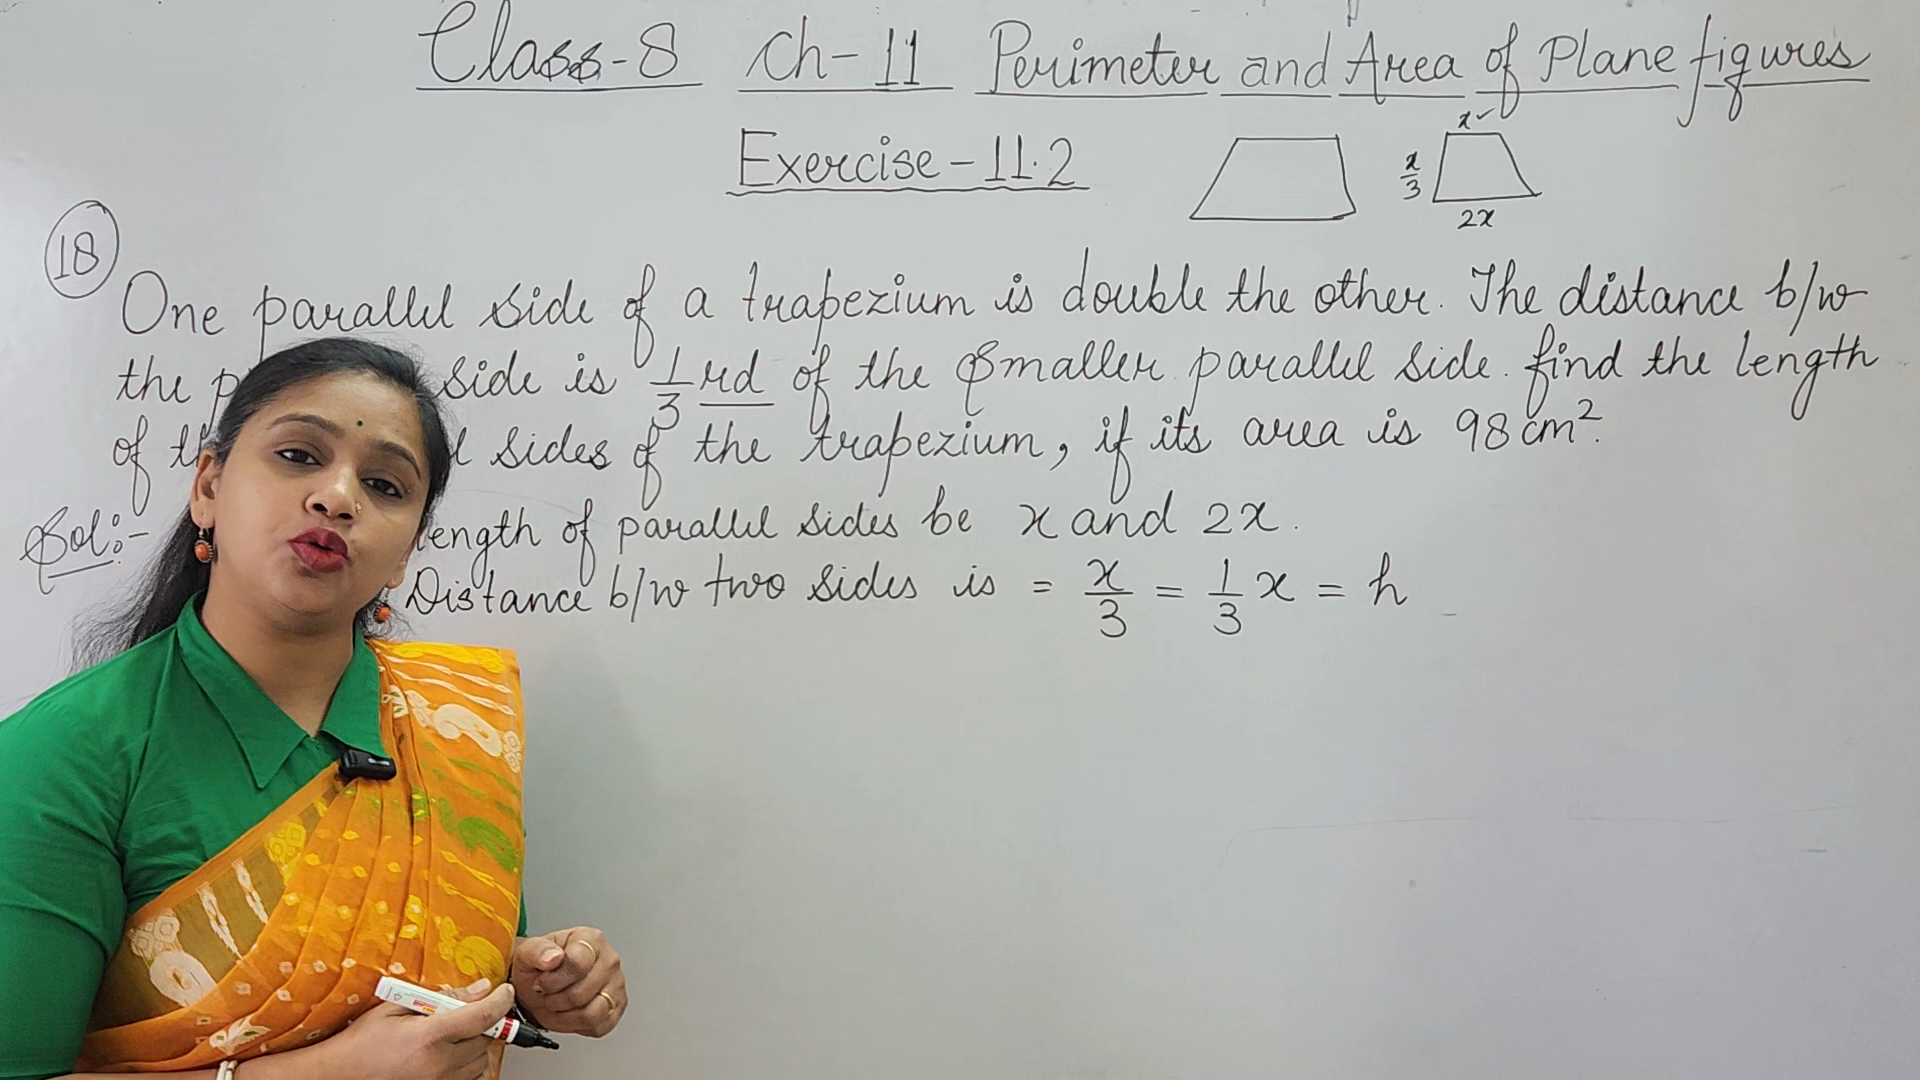 Class-8 Ch-11 Perimeter and Area of Plane figures
Exercise-11.2
x
x/3
2x
18
One parallel side of a trapezium is double the other. The distance b/w
the side is 1/3 rd of the smaller parallel side. find the length
of sides of the trapezium, if its area is 98 cm².
Sol:- length of parallel sides be x and 2x.
Distance b/w two sides is = x/3 = 1/3 x = h